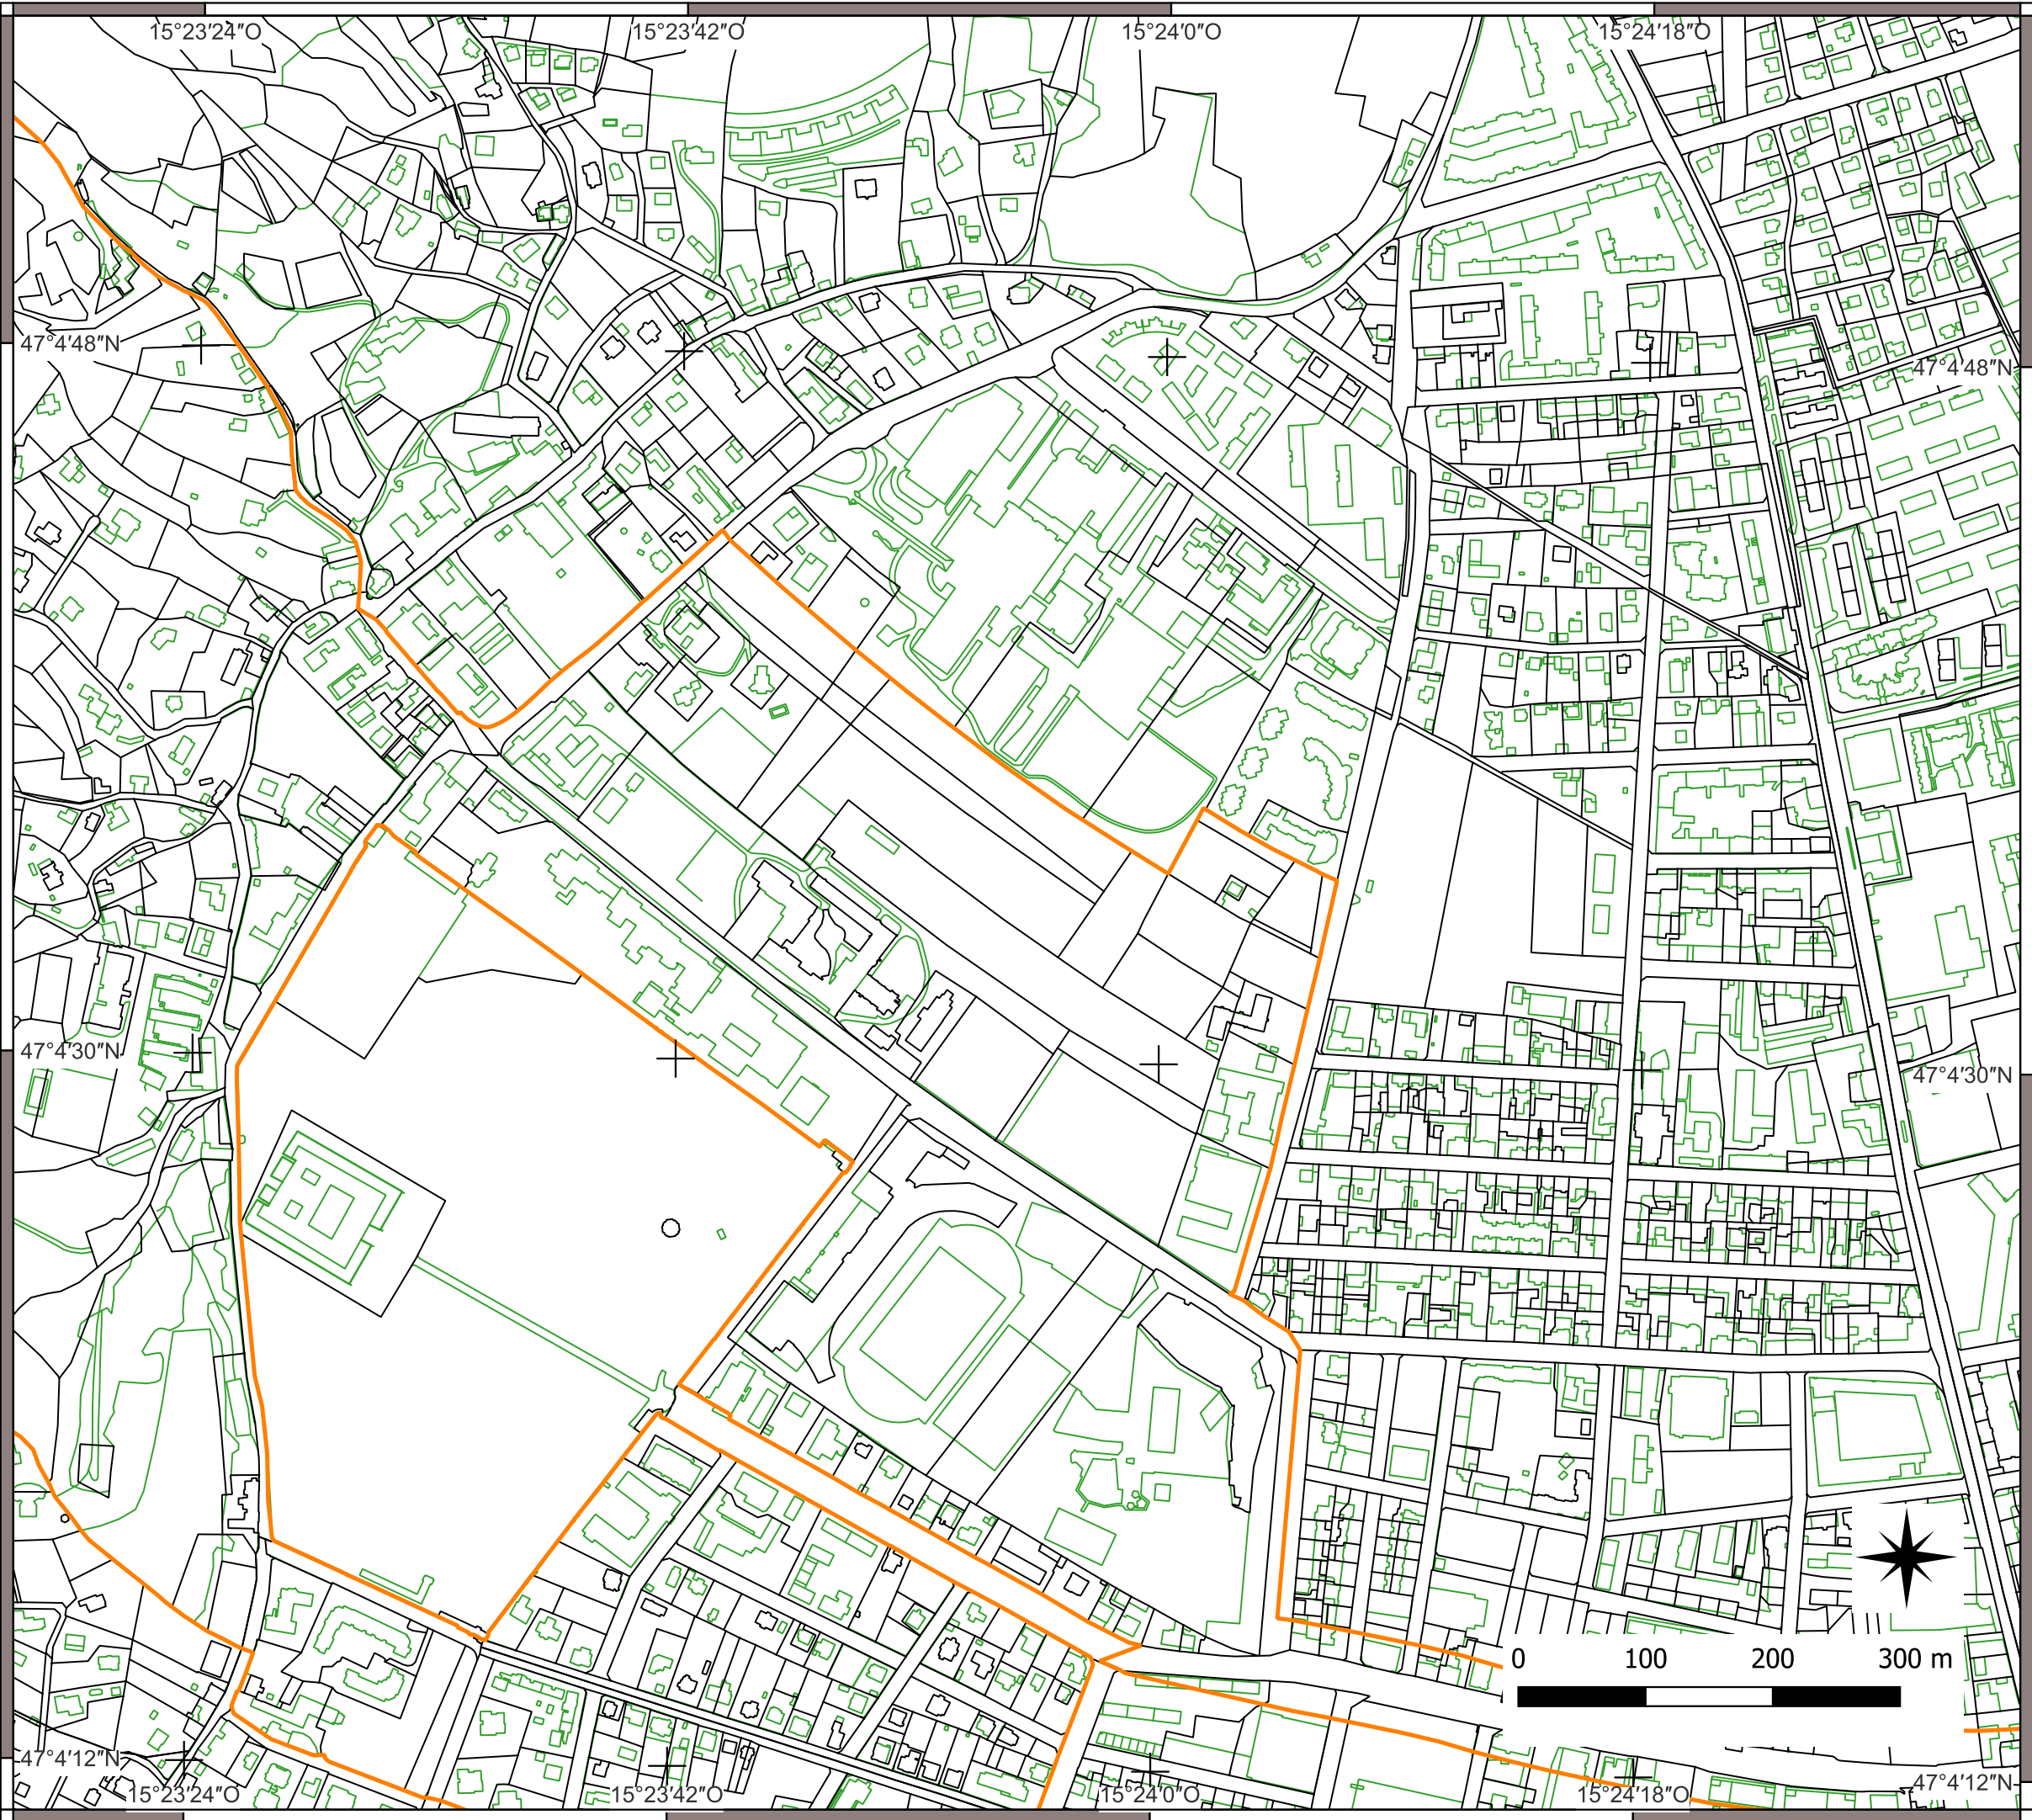 15°23′24″O 15°23′42″O 15°24′0″O 15°24′18″O
47°4′48″N 47°4′48″N
47°4′30″N 47°4′30″N
0 100 200 300 m
47°4′12″N 47°4′12″N
15°23′24″O 15°23′42″O 15°24′0″O 15°24′18″O